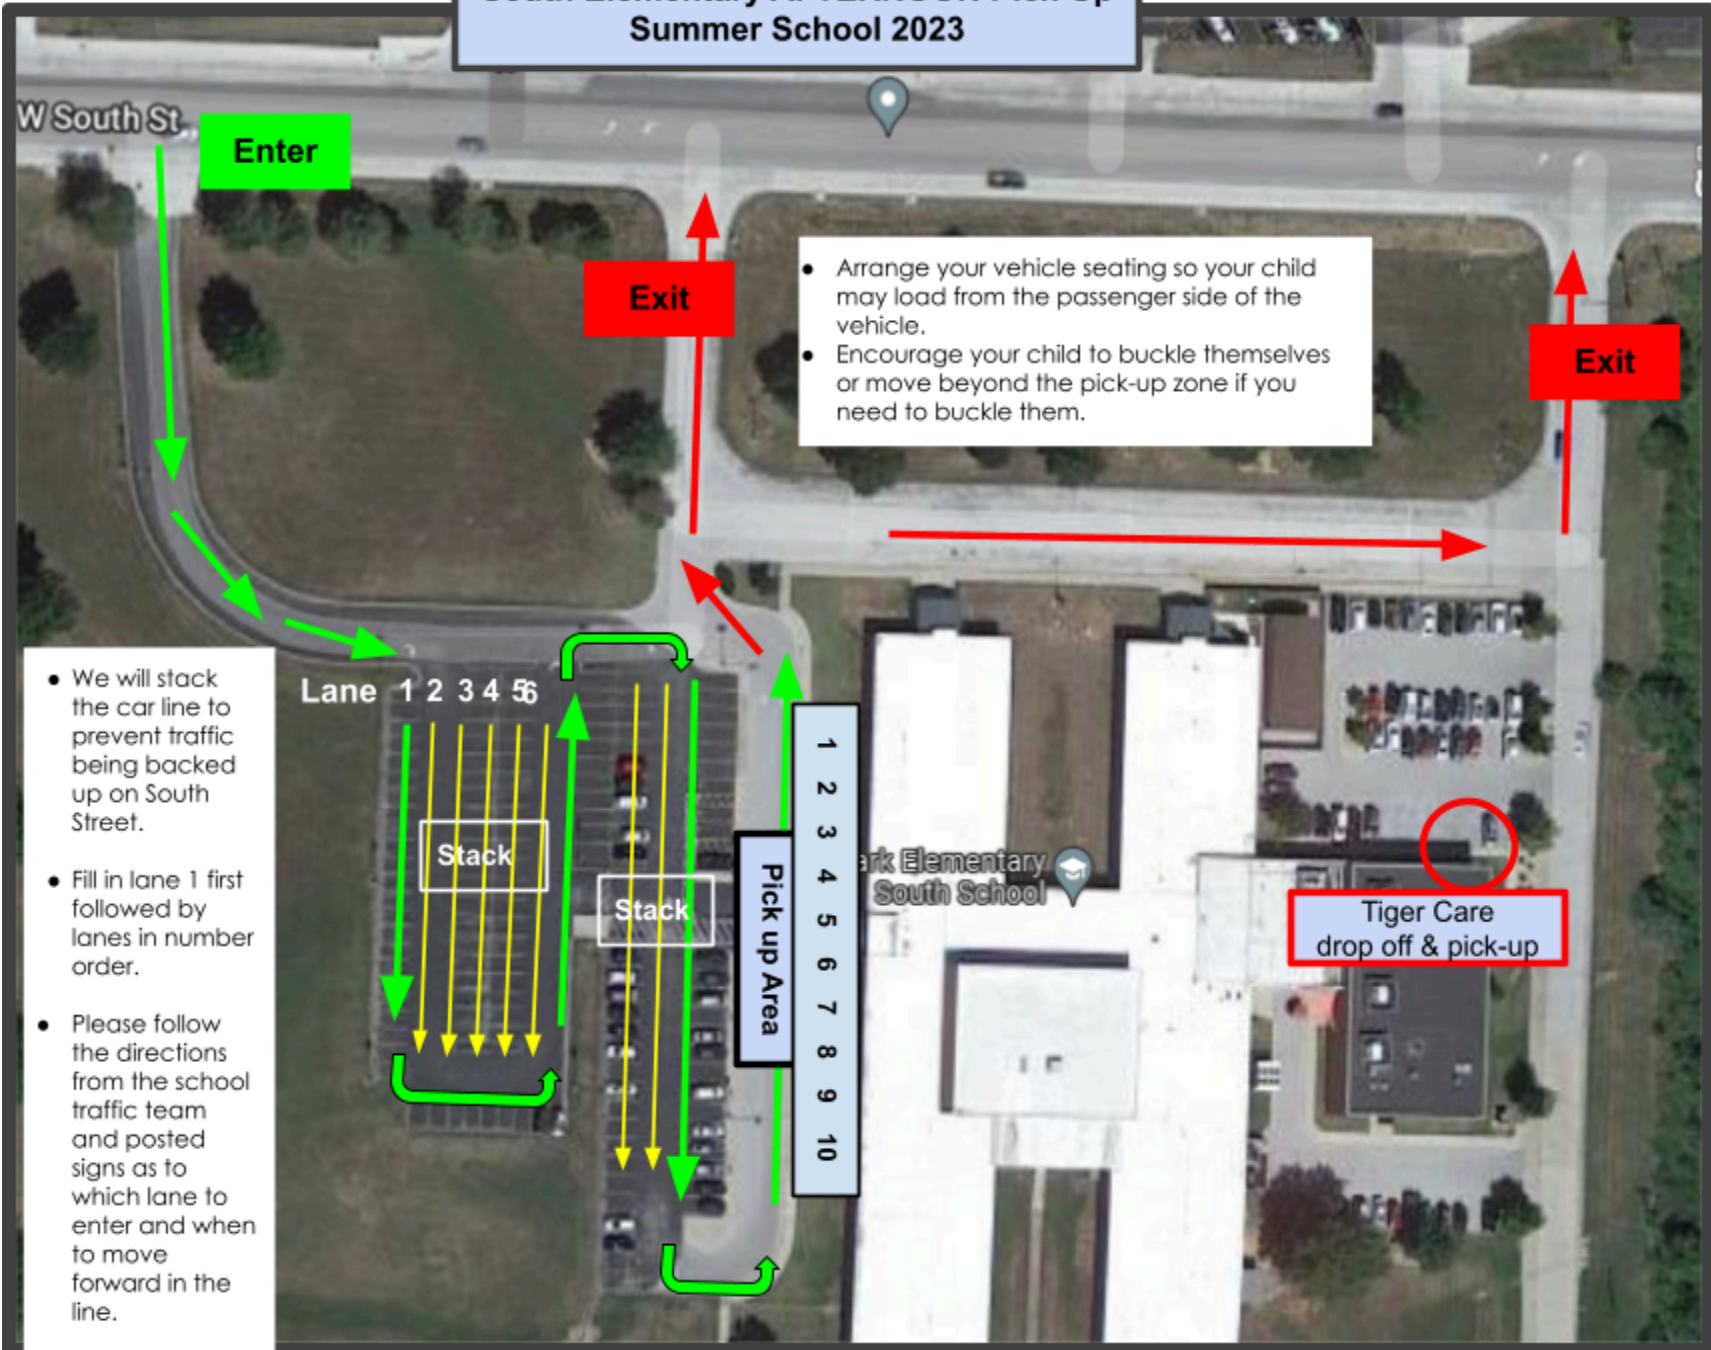 Summer School 2023
W South St
Enter
Exit
• Arrange your vehicle seating so your child
may load from the passenger side of the
vehicle.
• Encourage your child to buckle themselves
or move beyond the pick-up zone if you
need to buckle them.
Exit
• We will stack
the car line to
prevent traffic
being backed
up on South
Street.
• Fill in lane 1 first
followed by
lanes in number
order.
• Please follow
the directions
from the school
traffic team
and posted
signs as to
which lane to
enter and when
to move
forward in the
line.
Lane 1 2 3 4 5 6
Stack
Stack
Pick up Area
1
2
3
4
5
6
7
8
9
10
ark Elementary
South School
Tiger Care
drop off & pick-up